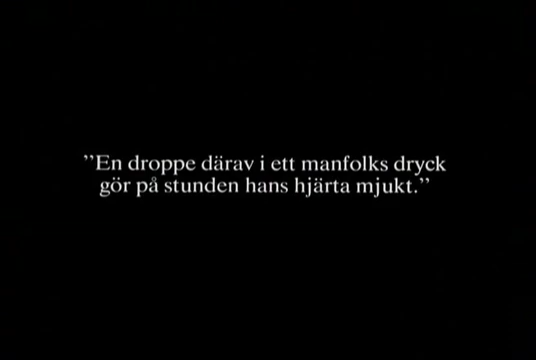 ”En droppe därav i ett manfolks dryck
gör på stunden hans hjärta mjukt.”